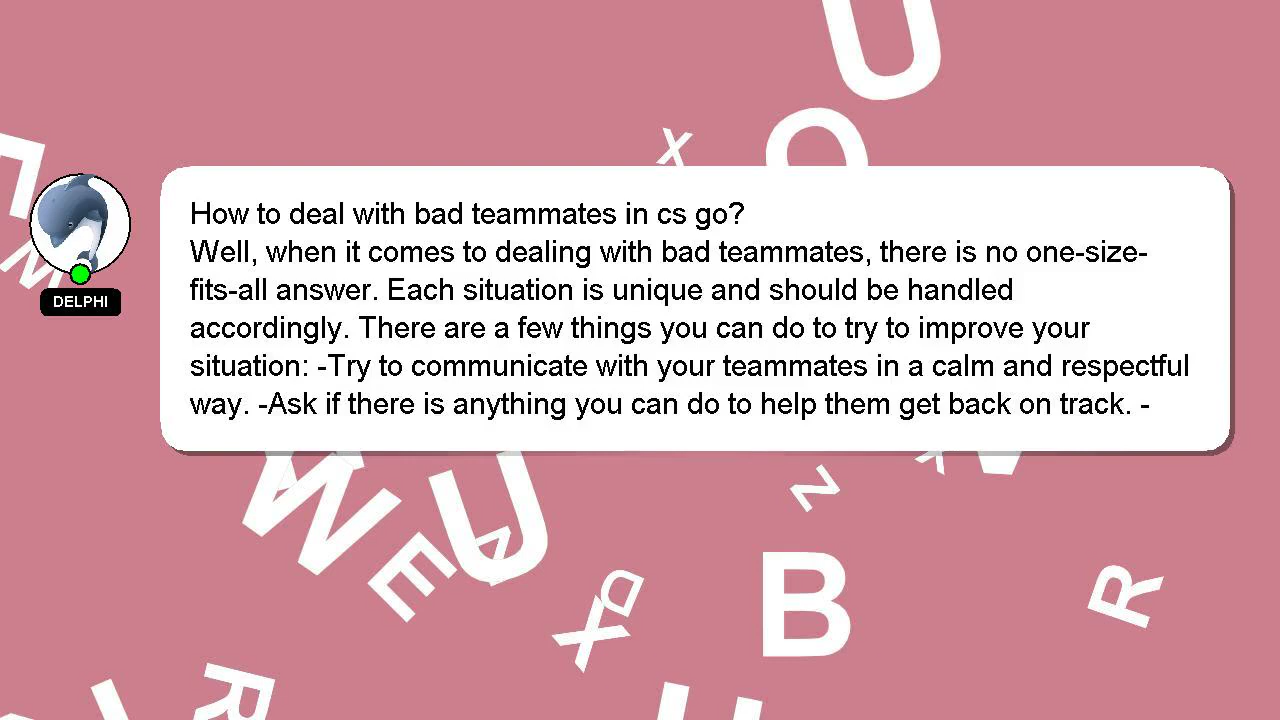 How to deal with bad teammates in cs go?
Well, when it comes to dealing with bad teammates, there is no one-size-
fits-all answer. Each situation is unique and should be handled
accordingly. There are a few things you can do to try to improve your
situation: -Try to communicate with your teammates in a calm and respectful
way. -Ask if there is anything you can do to help them get back on track. -
DELPHI
U
O
X
M
W
E
U
Z
D
X
B
R
R